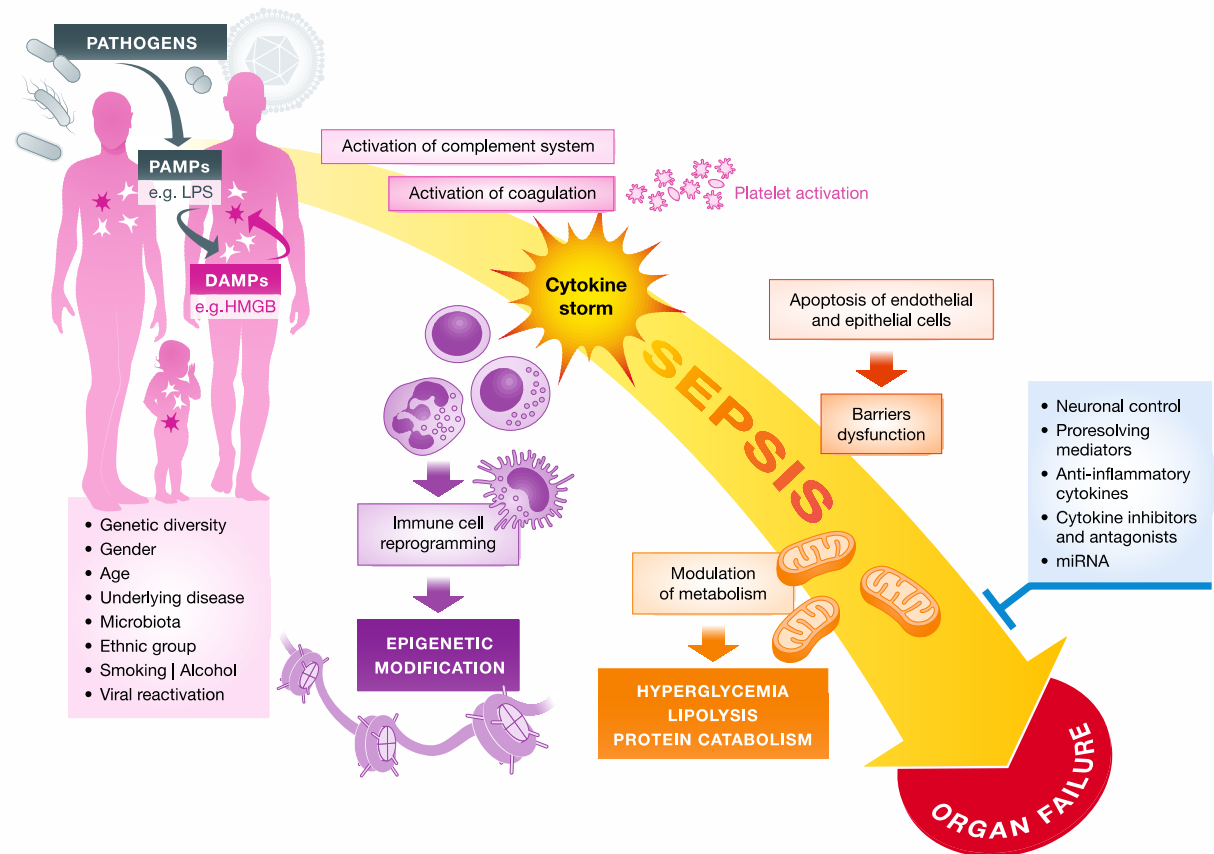 PATHOGENS
PAMPs
e.g. LPS
DAMPs
e.g.HMGB
• Genetic diversity
• Gender
• Age
• Underlying disease
• Microbiota
• Ethnic group
• Smoking | Alcohol
• Viral reactivation
Activation of complement system
Activation of coagulation
Platelet activation
Cytokine
storm
SEPSIS
Immune cell
reprogramming
EPIGENETIC
MODIFICATION
Apoptosis of endothelial
and epithelial cells
Barriers
dysfunction
Modulation
of metabolism
HYPERGLYCEMIA
LIPOLYSIS
PROTEIN CATABOLISM
• Neuronal control
• Proresolving
mediators
• Anti-inflammatory
cytokines
• Cytokine inhibitors
and antagonists
• miRNA
ORGAN FAILURE